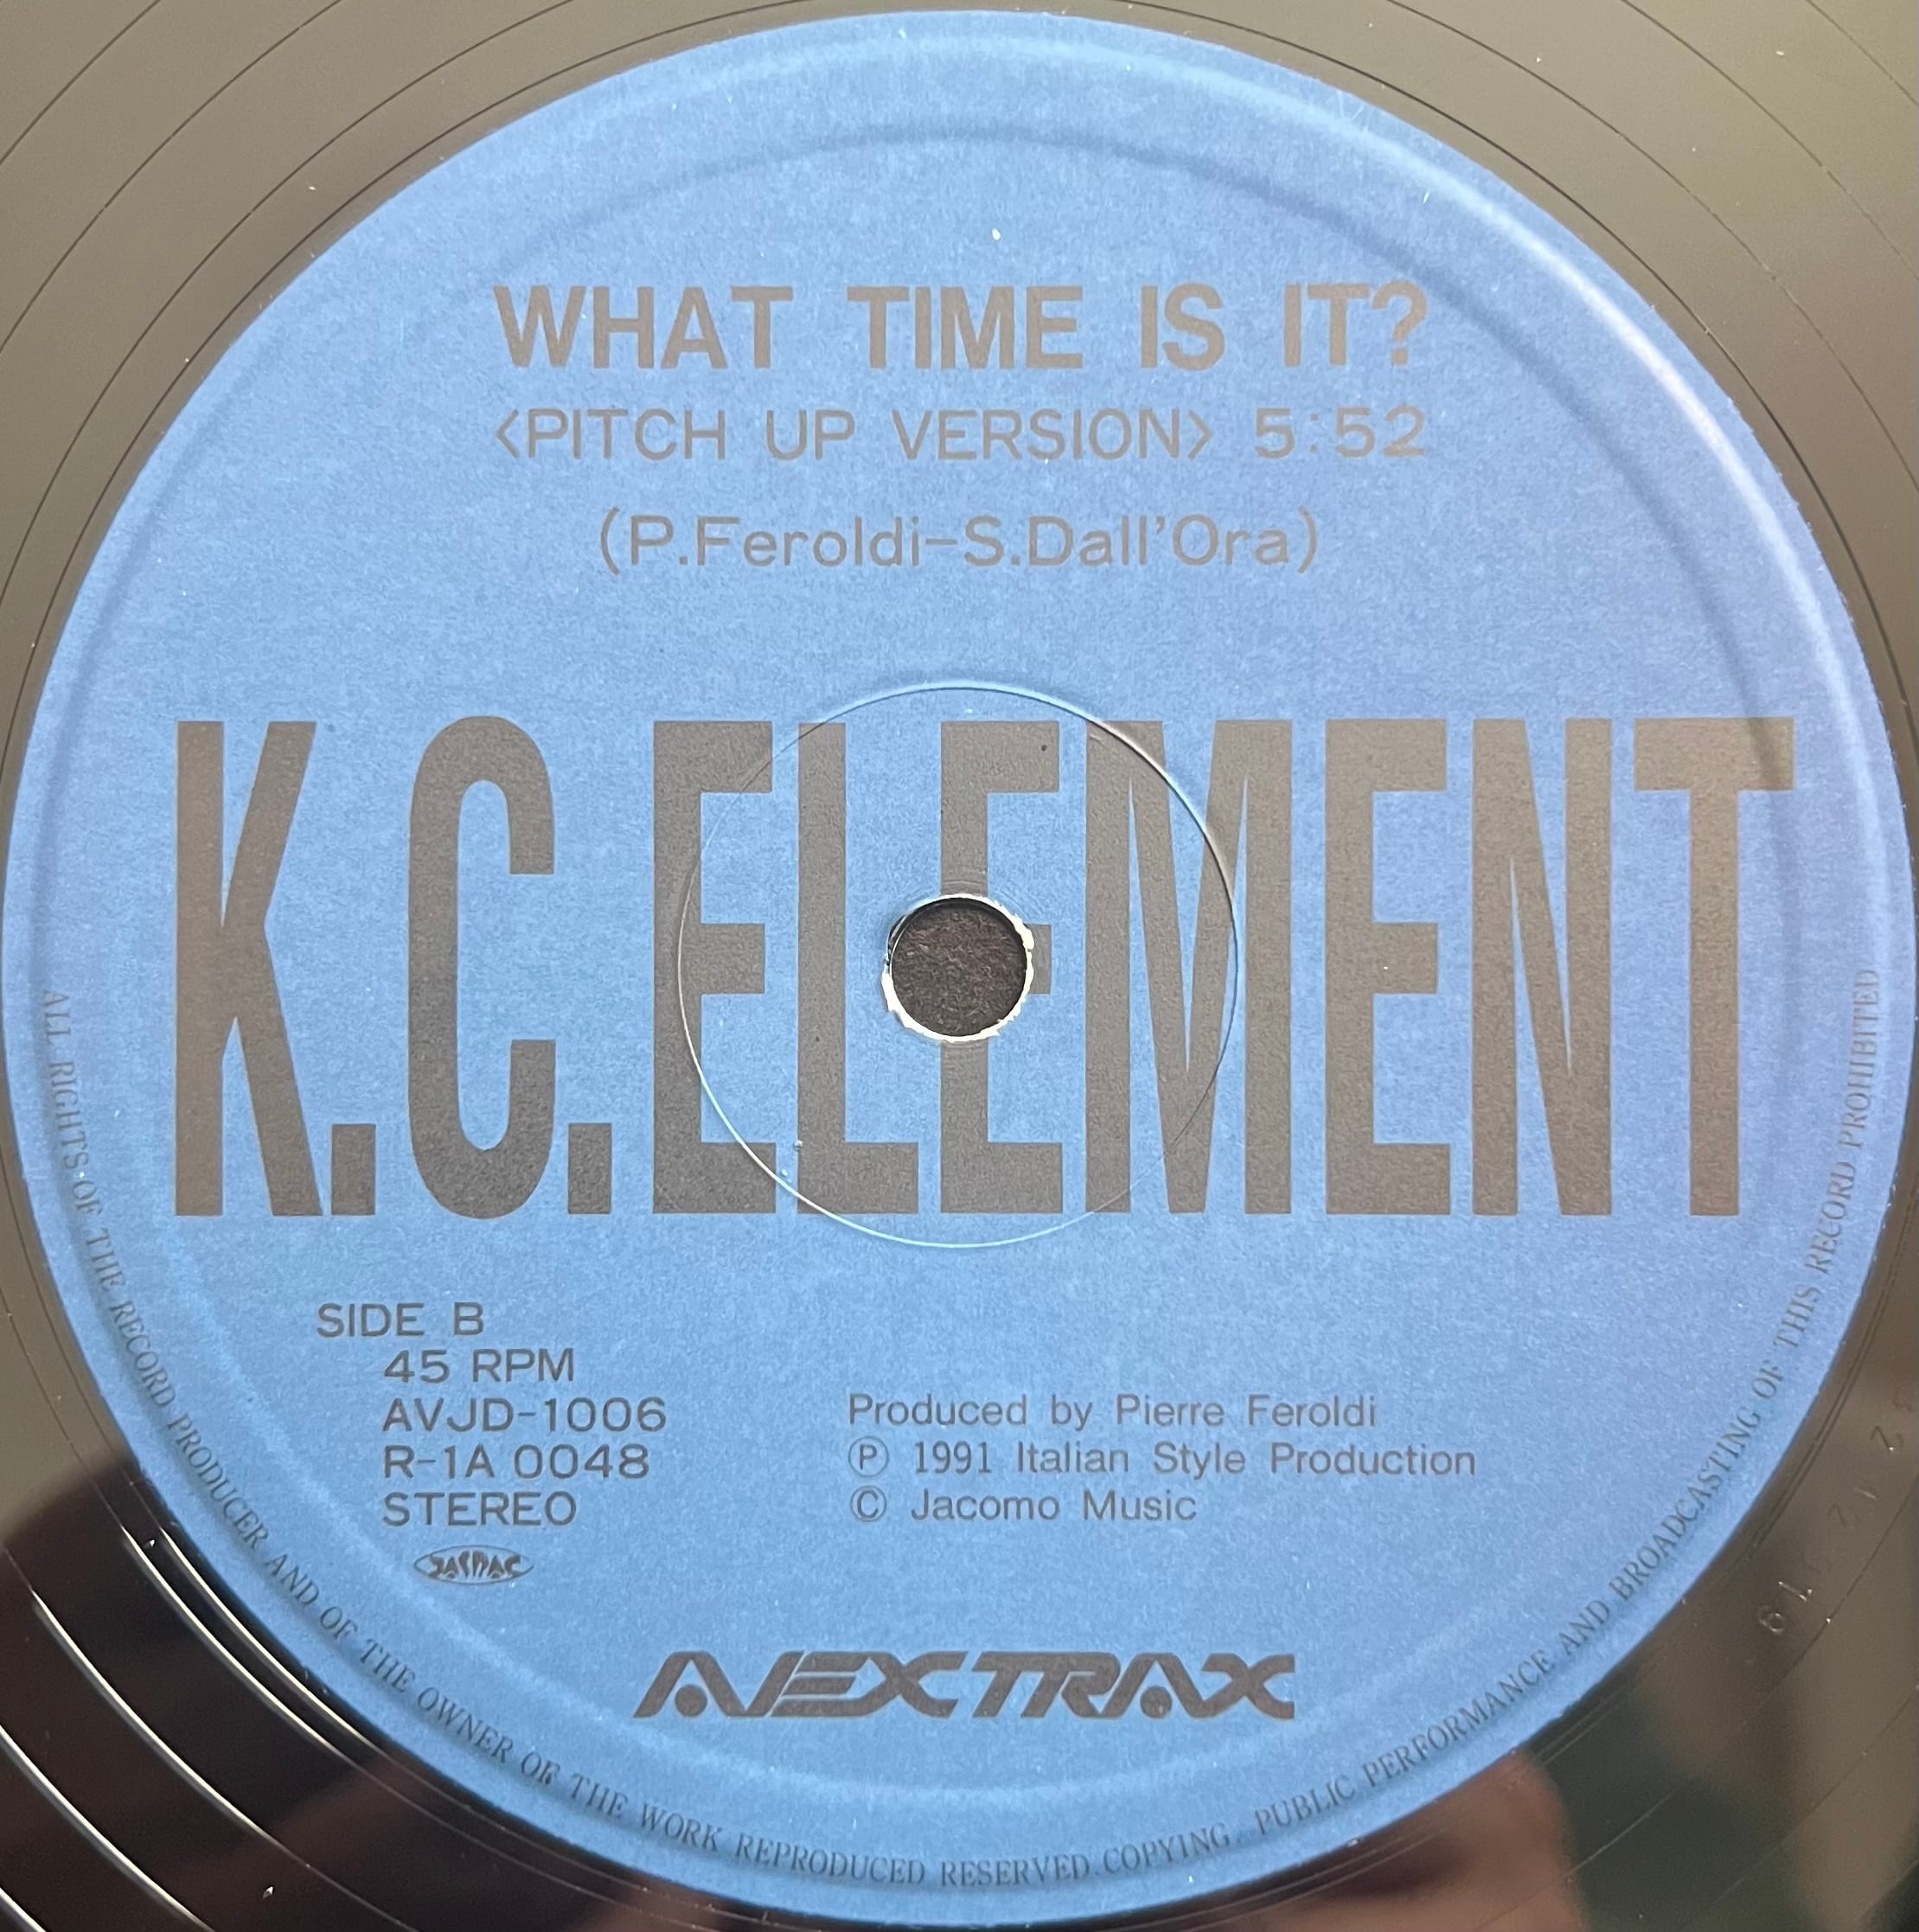 WHAT TIME IS IT?
<PITCH UP VERSION> 5:52
(P.Feroldi-S.Dall'Ora)
K.C.ELEMENT
SIDE B
45 RPM
AVJD-1006
R-1A 0048
STEREO
JASRAC
Produced by Pierre Feroldi
Ⓟ 1991 Italian Style Production
© Jacomo Music
NEXTRAX
ALL RIGHTS OF THE RECORD PRODUCER AND OF THE OWNER OF THE WORK REPRODUCED RESERVED.COPYING. PUBLIC PERFORMANCE AND BROADCASTING OF THIS RECORD PROHIBITED